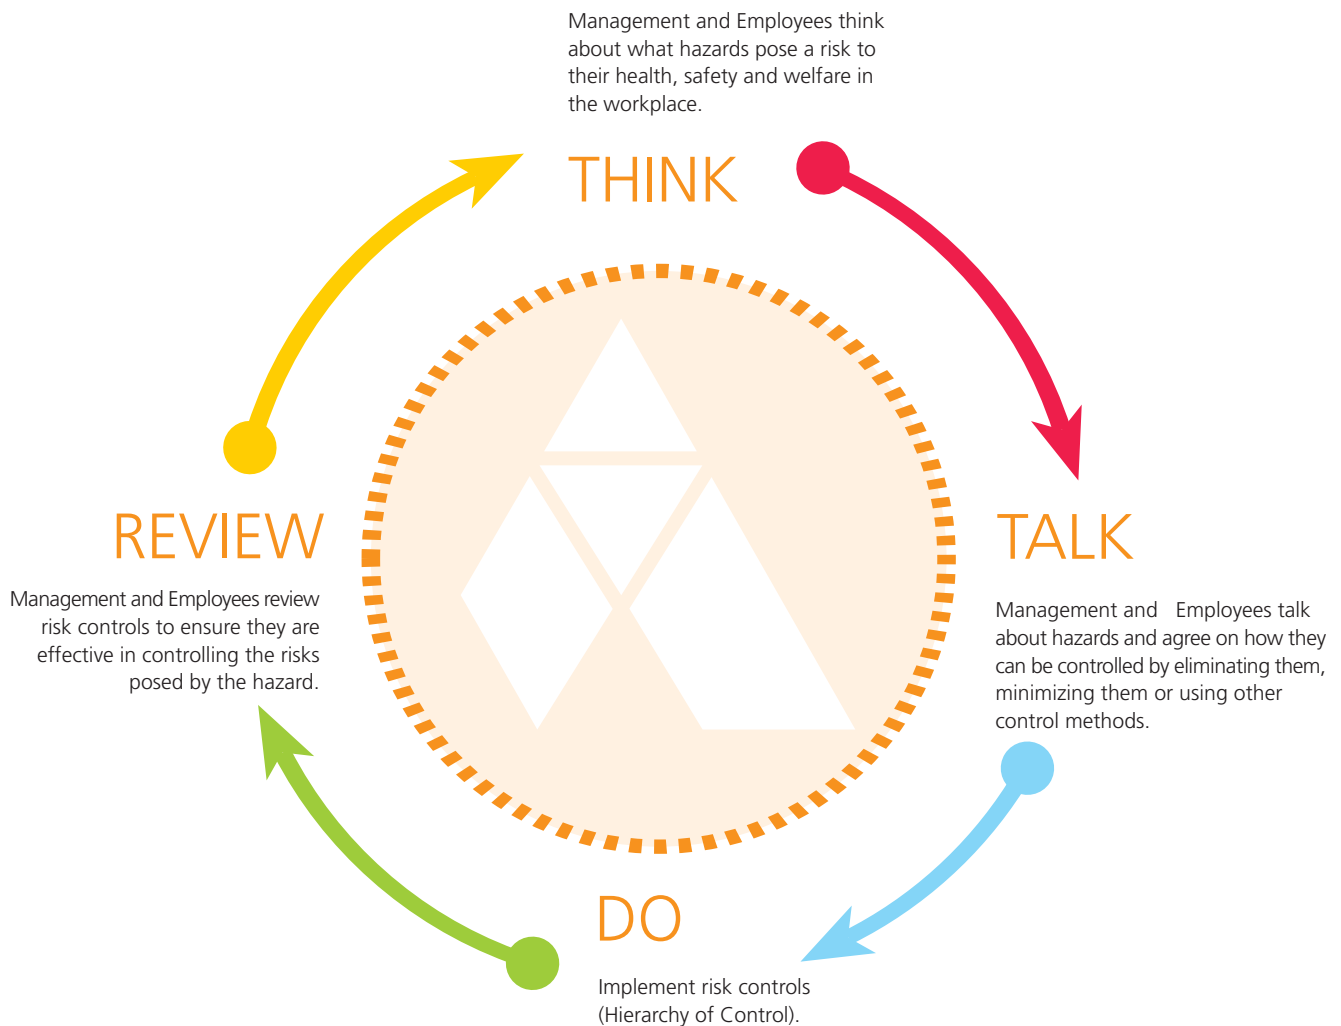 Management and Employees think
about what hazards pose a risk to
their health, safety and welfare in
the workplace.
THINK
TALK
Management and Employees talk
about hazards and agree on how they
can be controlled by eliminating them,
minimizing them or using other
control methods.
DO
Implement risk controls
(Hierarchy of Control).
REVIEW
Management and Employees review
risk controls to ensure they are
effective in controlling the risks
posed by the hazard.